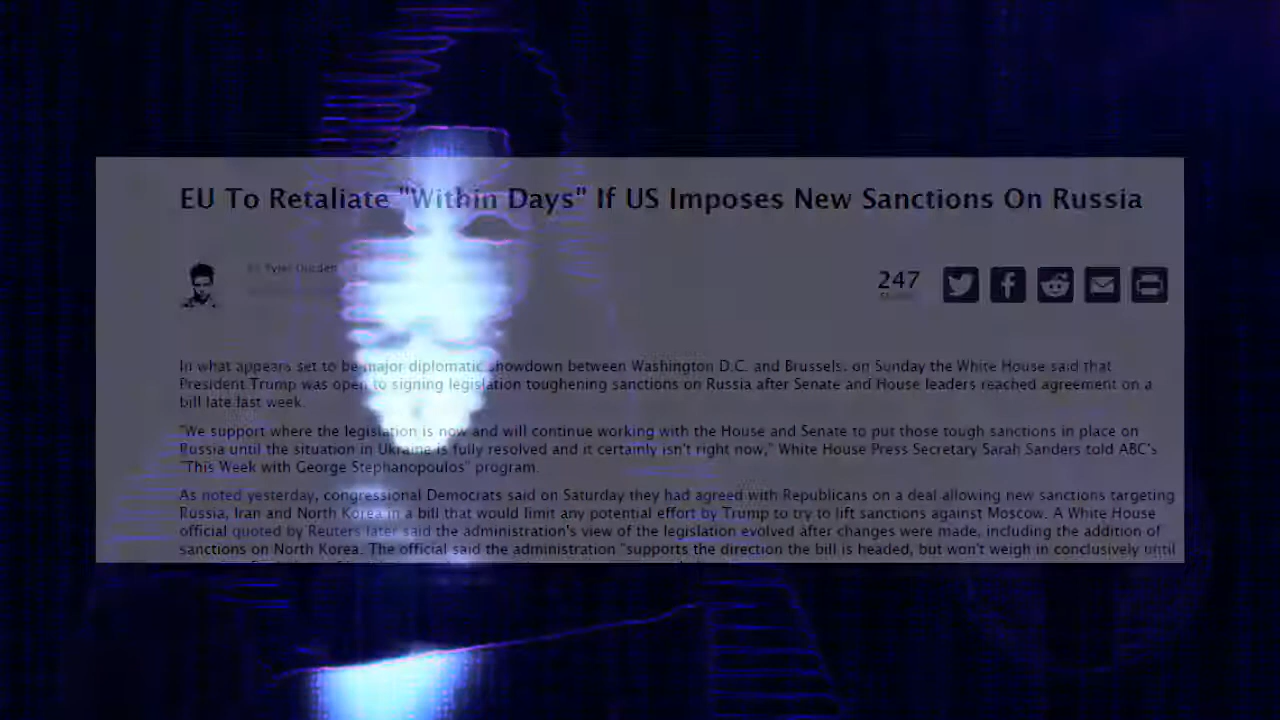 EU To Retaliate "Within Days" If US Imposes New Sanctions On Russia
by Tyler Durden
247
In what appears set to be major diplomatic showdown between Washington D.C. and Brussels, on Sunday the White House said that
President Trump was open to signing legislation toughening sanctions on Russia after Senate and House leaders reached agreement on a
bill late last week.
"We support where the legislation is now and will continue working with the House and Senate to put those tough sanctions in place on
Russia until the situation in Ukraine is fully resolved and it certainly isn't right now," White House Press Secretary Sarah Sanders told ABC's
"This Week with George Stephanopoulos" program.
As noted yesterday, congressional Democrats said on Saturday they had agreed with Republicans on a deal allowing new sanctions targeting
Russia, Iran and North Korea in a bill that would limit any potential effort by Trump to try to lift sanctions against Moscow. A White House
official quoted by Reuters later said the administration's view of the legislation evolved after changes were made, including the addition of
sanctions on North Korea. The official said the administration "supports the direction the bill is headed, but won't weigh in conclusively until